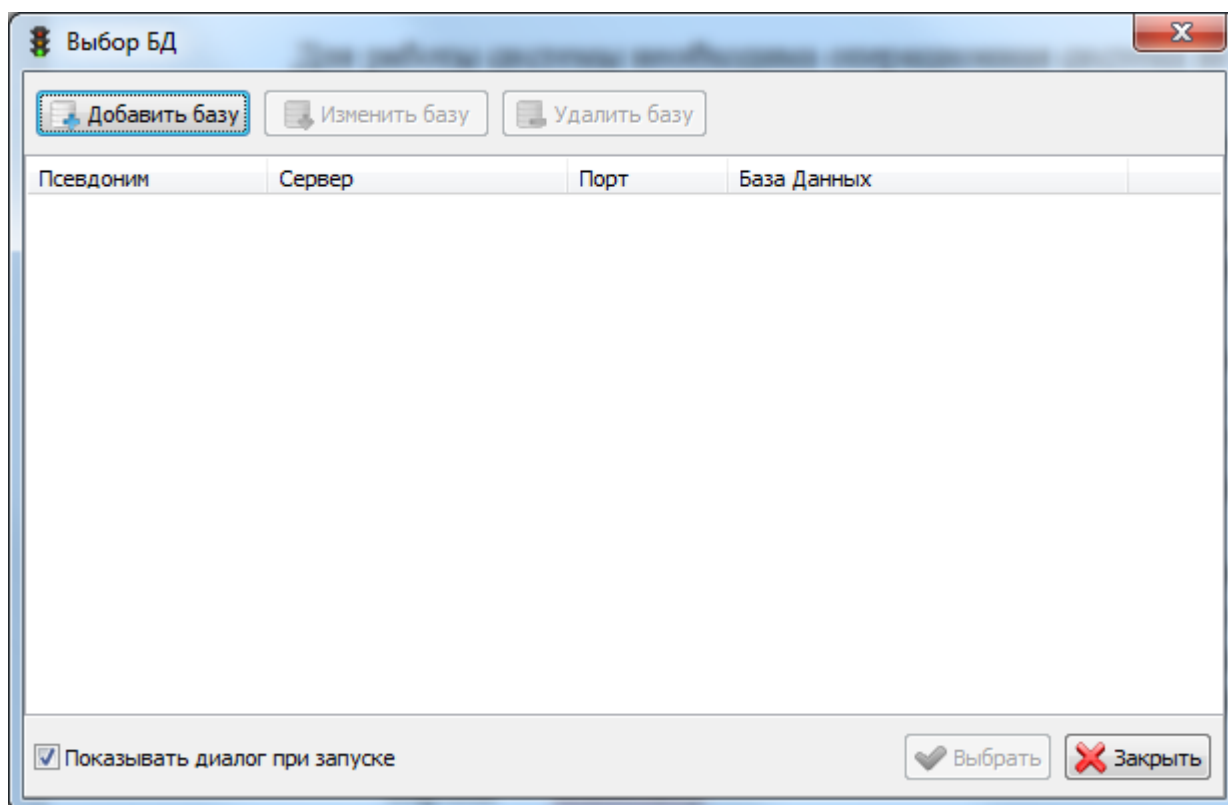 Выбор БД
Добавить базу Изменить базу Удалить базу
Псевдоним Сервер Порт База Данных
Показывать диалог при запуске Выбрать Закрыть